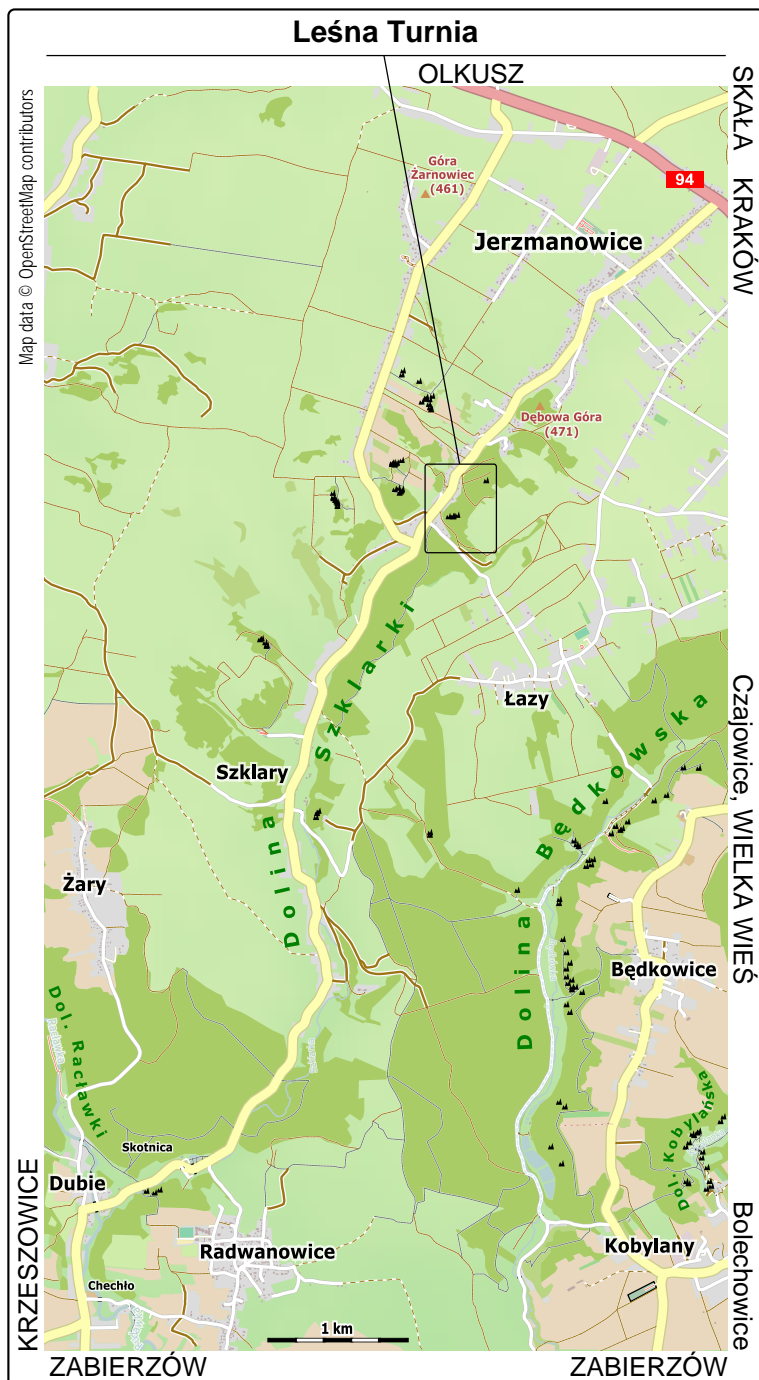 Leśna Turnia
OLKUSZ
SKAŁA KRAKÓW
Map data © OpenStreetMap contributors
94
Góra
Żarnowiec
(461)
Jerzmanowice
Dębowa Góra
(471)
Dolina Szklarki
Łazy
Czajowice, WIELKA WIEŚ
Szklary
Dolina Będkowska
Żary
Będkowice
Dol. Racławki
Racławka
Dol. Kobylańska
Skotnica
Dubie
KRZESZOWICE
Radwanowice
Kobylany
Bolechowice
Chechło
1 km
ZABIERZÓW
ZABIERZÓW